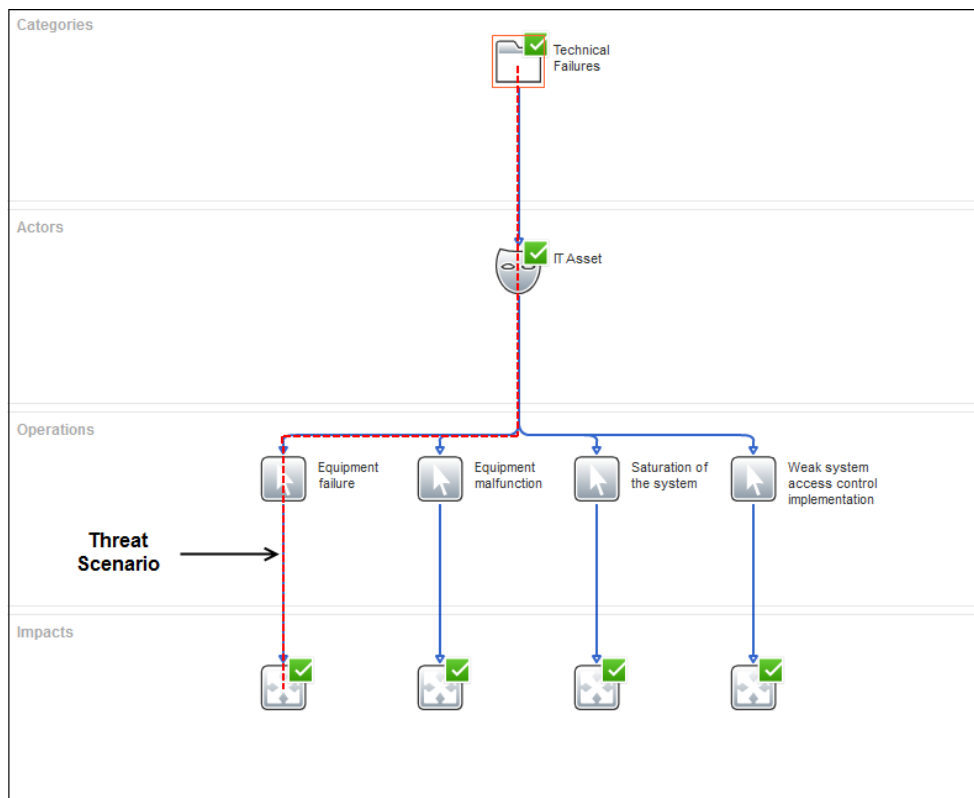 Categories
Technical
Failures
Actors
IT Asset
Operations
Equipment
failure
Equipment
malfunction
Saturation of
the system
Weak system
access control
implementation
Threat
Scenario
Impacts